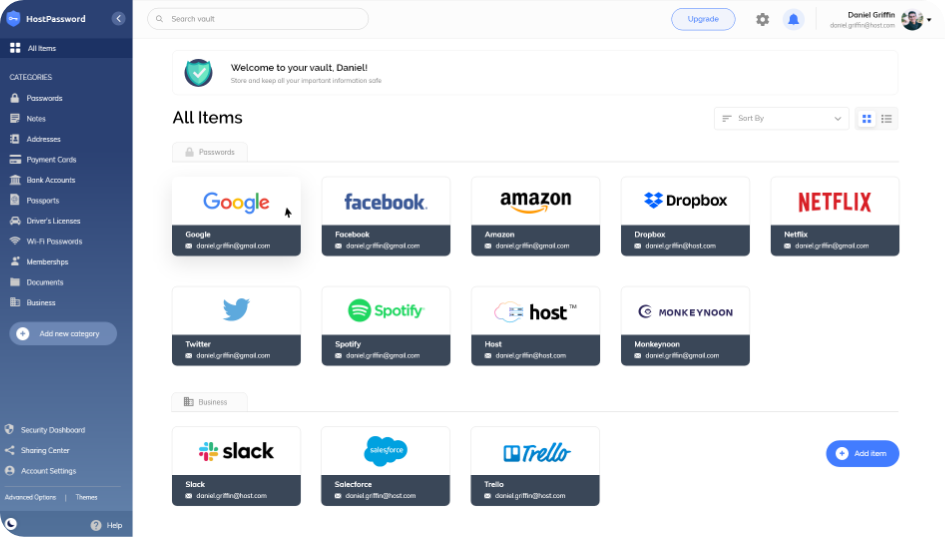 HostPassword
All Items
CATEGORIES
Passwords
Notes
Addresses
Payment Cards
Bank Accounts
Passports
Driver's Licenses
Wi-Fi Passwords
Memberships
Documents
Business
Add new category
Security Dashboard
Sharing Center
Account Settings
Advanced Options | Themes
Help
Search vault
Upgrade
Daniel Griffin
daniel.griffin@host.com
Welcome to your vault, Daniel!
Store and keep all your important information safe
All Items
Sort By
Passwords
Google
Google
daniel.griffin@gmail.com
facebook.
Facebook
daniel.griffin@gmail.com
amazon
Amazon
daniel.griffin@gmail.com
Dropbox
Dropbox
daniel.griffin@host.com
NETFLIX
Netflix
daniel.griffin@gmail.com
Twitter
daniel.griffin@gmail.com
Spotify
Spotify
daniel.griffin@gmail.com
host™
Host
daniel.griffin@host.com
MONKEYNOON
Monkeynoon
daniel.griffin@gmail.com
Business
slack
Slack
daniel.griffin@host.com
salesforce
Salesforce
daniel.griffin@host.com
Trello
Trello
daniel.griffin@host.com
Add item